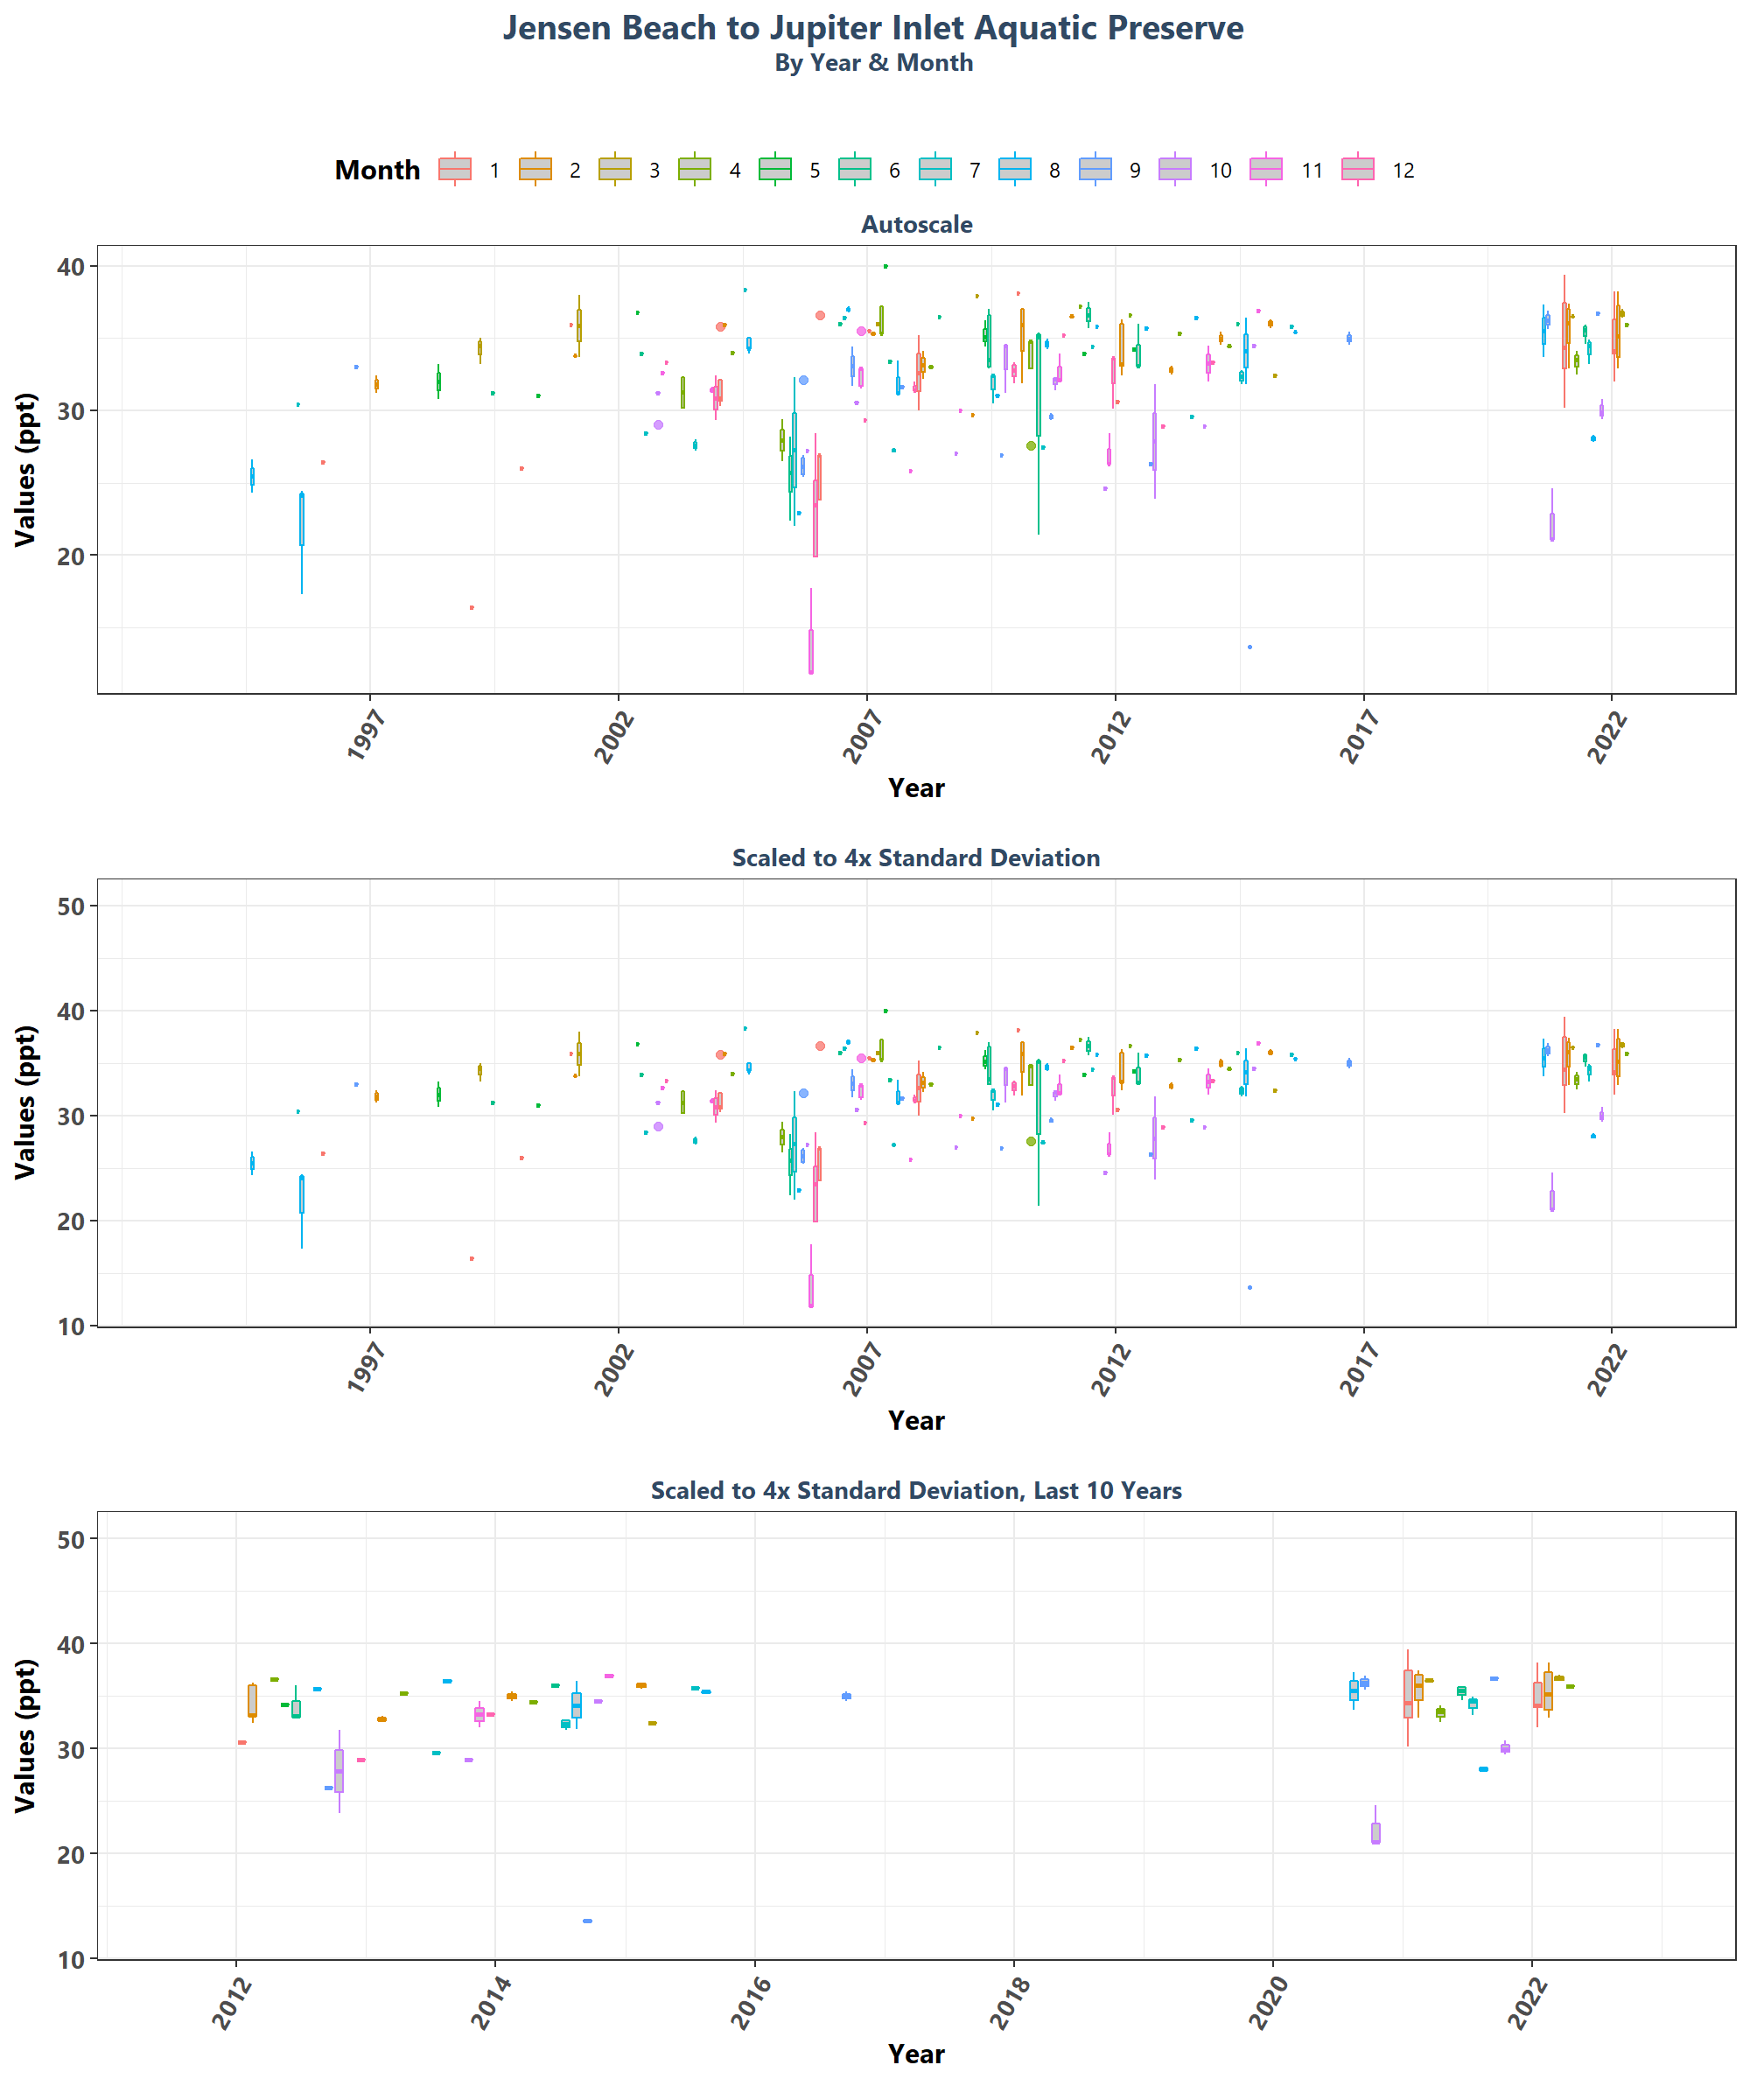 Jensen Beach to Jupiter Inlet Aquatic Preserve
By Year & Month
Month 1 2 3 4 5 6 7 8 9 10 11 12
Autoscale
Values (ppt)
40
30
20
1997 2002 2007 2012 2017 2022
Year
Scaled to 4x Standard Deviation
Values (ppt)
50
40
30
20
10
1997 2002 2007 2012 2017 2022
Year
Scaled to 4x Standard Deviation, Last 10 Years
Values (ppt)
50
40
30
20
10
2012 2014 2016 2018 2020 2022
Year